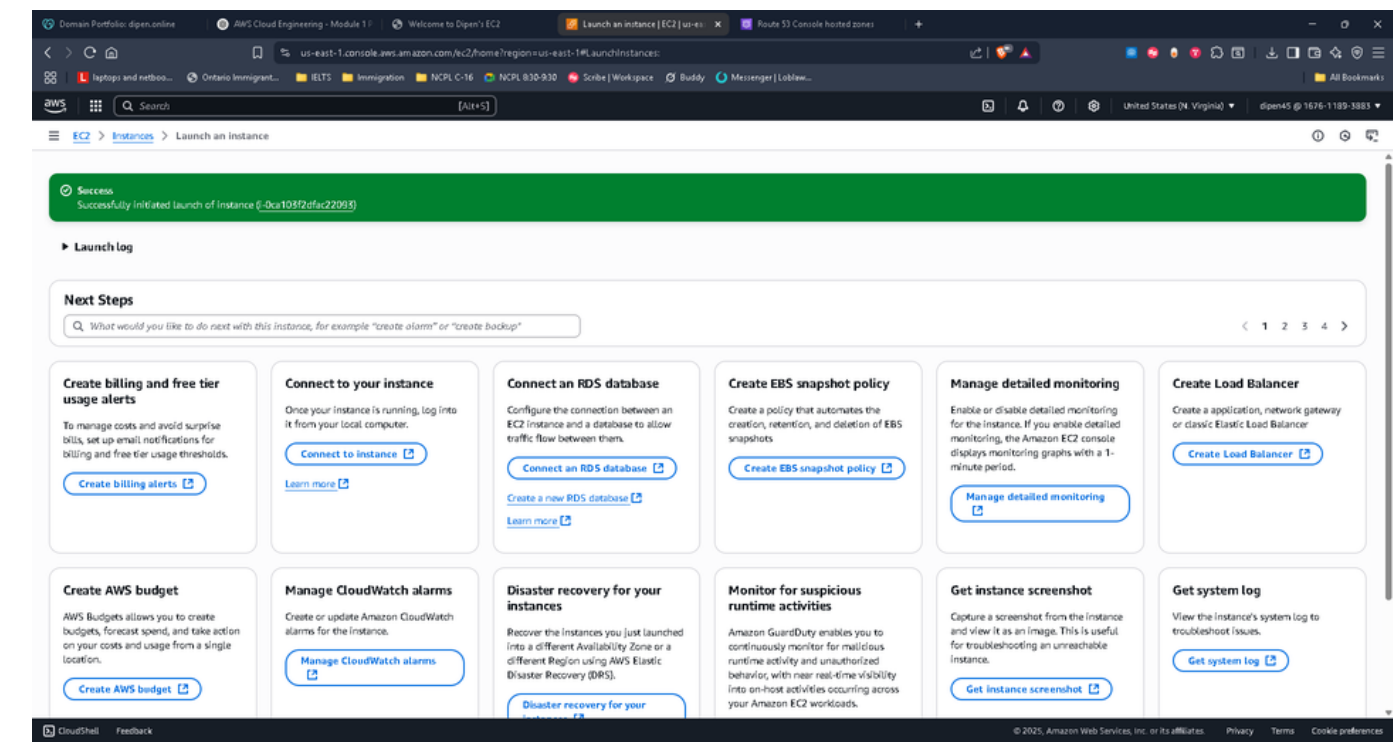 Domain Portfolio: dipen.online
AWS Cloud Engineering - Module 1 P
Welcome to Dipen's EC2
Launch an instance | EC2 | us-ea
Route 53 Console hosted zones
us-east-1.console.aws.amazon.com/ec2/home?region=us-east-1#LaunchInstances:
laptops and netboo...
Ontario Immigrant...
IELTS
Immigration
NCPL C-16
NCPL 830-930
Scribe | Workspace
Buddy
Messenger | Loblaw...
All Bookmarks
aws
Search
[Alt+S]
United States (N. Virginia)
dipen45 @ 1676-1189-3883
EC2 > Instances > Launch an instance
Success
Successfully initiated launch of instance (i-0ca103f2dfac22093)
Launch log
Next Steps
What would you like to do next with this instance, for example "create alarm" or "create backup"
1 2 3 4
Create billing and free tier
usage alerts
To manage costs and avoid surprise
bills, set up email notifications for
billing and free tier usage thresholds.
Create billing alerts
Connect to your instance
Once your instance is running, log into
it from your local computer.
Connect to instance
Learn more
Connect an RDS database
Configure the connection between an
EC2 instance and a database to allow
traffic flow between them.
Connect an RDS database
Create a new RDS database
Learn more
Create EBS snapshot policy
Create a policy that automates the
creation, retention, and deletion of EBS
snapshots
Create EBS snapshot policy
Manage detailed monitoring
Enable or disable detailed monitoring
for the instance. If you enable detailed
monitoring, the Amazon EC2 console
displays monitoring graphs with a 1-
minute period.
Manage detailed monitoring
Create Load Balancer
Create a application, network gateway
or classic Elastic Load Balancer
Create Load Balancer
Create AWS budget
AWS Budgets allows you to create
budgets, forecast spend, and take action
on your costs and usage from a single
location.
Create AWS budget
Manage CloudWatch alarms
Create or update Amazon CloudWatch
alarms for the instance.
Manage CloudWatch alarms
Disaster recovery for your
instances
Recover the instances you just launched
into a different Availability Zone or a
different Region using AWS Elastic
Disaster Recovery (DRS).
Disaster recovery for your
instances
Monitor for suspicious
runtime activities
Amazon GuardDuty enables you to
continuously monitor for malicious
runtime activity and unauthorized
behavior, with near real-time visibility
into on-host activities occurring across
your Amazon EC2 workloads.
Get instance screenshot
Capture a screenshot from the instance
and view it as an image. This is useful
for troubleshooting an unreachable
instance.
Get instance screenshot
Get system log
View the instance's system log to
troubleshoot issues.
Get system log
CloudShell
Feedback
© 2025, Amazon Web Services, Inc. or its affiliates.
Privacy
Terms
Cookie preferences